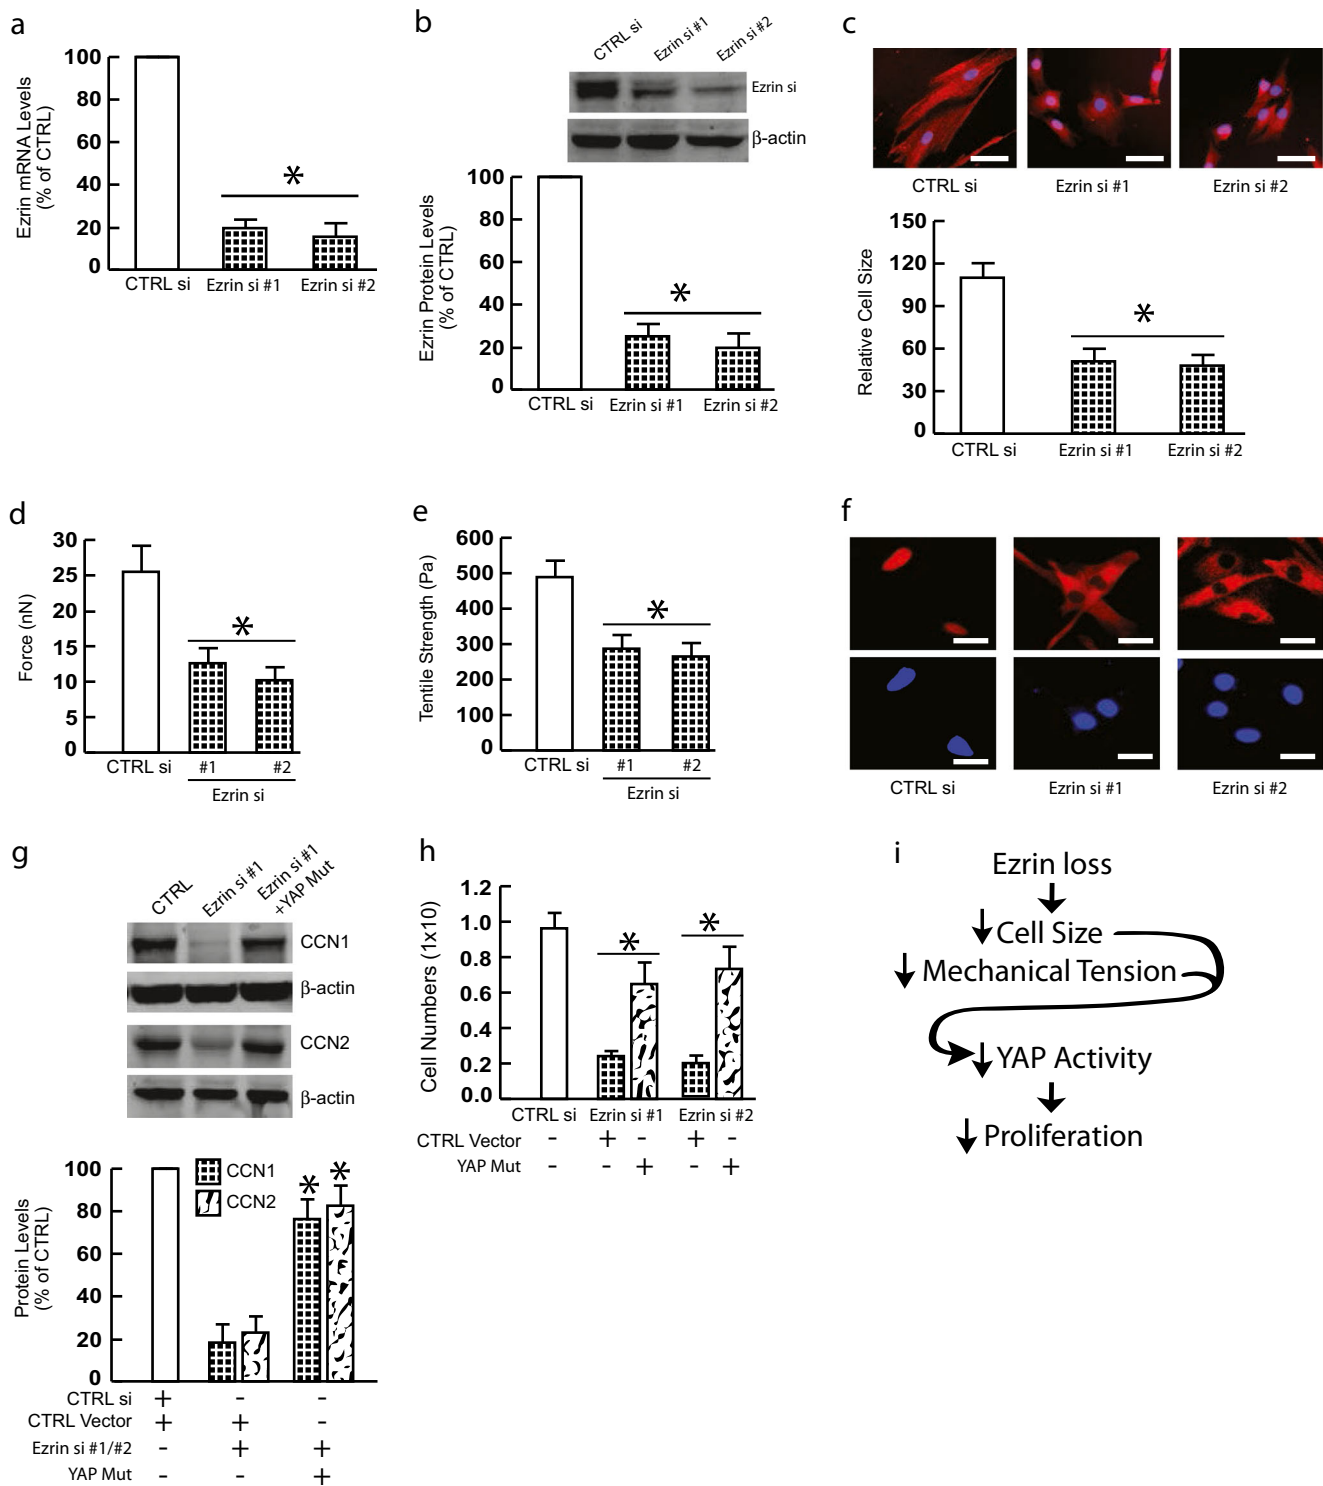 a
Ezrin mRNA Levels
(% of CTRL)
100
80
60
40
20
0
*
CTRL si Ezrin si #1 Ezrin si #2
b
CTRL si Ezrin si #1 Ezrin si #2
Ezrin si
β-actin
Ezrin Protein Levels
(% of CTRL)
100
80
60
40
20
0
*
CTRL si Ezrin si #1 Ezrin si #2
c
CTRL si Ezrin si #1 Ezrin si #2
Relative Cell Size
150
120
90
60
30
0
*
CTRL si Ezrin si #1 Ezrin si #2
d
Force (nN)
30
25
20
15
10
5
0
*
CTRL si #1 #2
Ezrin si
e
Tentile Strength (Pa)
600
500
400
300
200
100
0
*
CTRL si #1 #2
Ezrin si
f
CTRL si Ezrin si #1 Ezrin si #2
g
CTRL Ezrin si #1 Ezrin si #1
+YAP Mut
CCN1
β-actin
CCN2
β-actin
Protein Levels
(% of CTRL)
100
80
60
40
20
0
CCN1
CCN2
* *
CTRL si + - -
CTRL Vector + + -
Ezrin si #1/#2 - + +
YAP Mut - - +
h
Cell Numbers (1x10)
1.2
1.0
0.8
0.6
0.4
0.2
0.0
* *
CTRL si Ezrin si #1 Ezrin si #2
CTRL Vector - + - + -
YAP Mut - - + - +
i
Ezrin loss
↓
↓ Cell Size
↓ Mechanical Tension
↓ YAP Activity
↓
↓ Proliferation